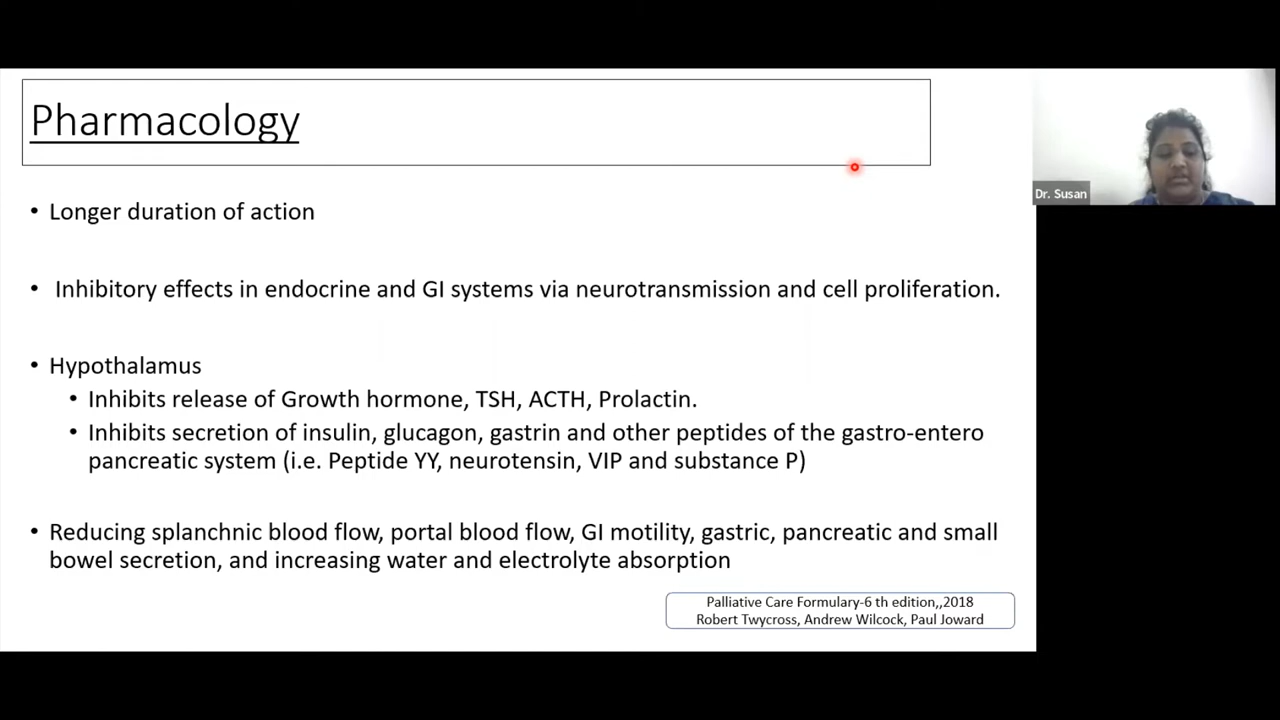 Pharmacology
Dr. Susan
• Longer duration of action
• Inhibitory effects in endocrine and GI systems via neurotransmission and cell proliferation.
• Hypothalamus
• Inhibits release of Growth hormone, TSH, ACTH, Prolactin.
• Inhibits secretion of insulin, glucagon, gastrin and other peptides of the gastro-entero
pancreatic system (i.e. Peptide YY, neurotensin, VIP and substance P)
• Reducing splanchnic blood flow, portal blood flow, GI motility, gastric, pancreatic and small
bowel secretion, and increasing water and electrolyte absorption
Palliative Care Formulary-6 th edition,,2018
Robert Twycross, Andrew Wilcock, Paul Joward